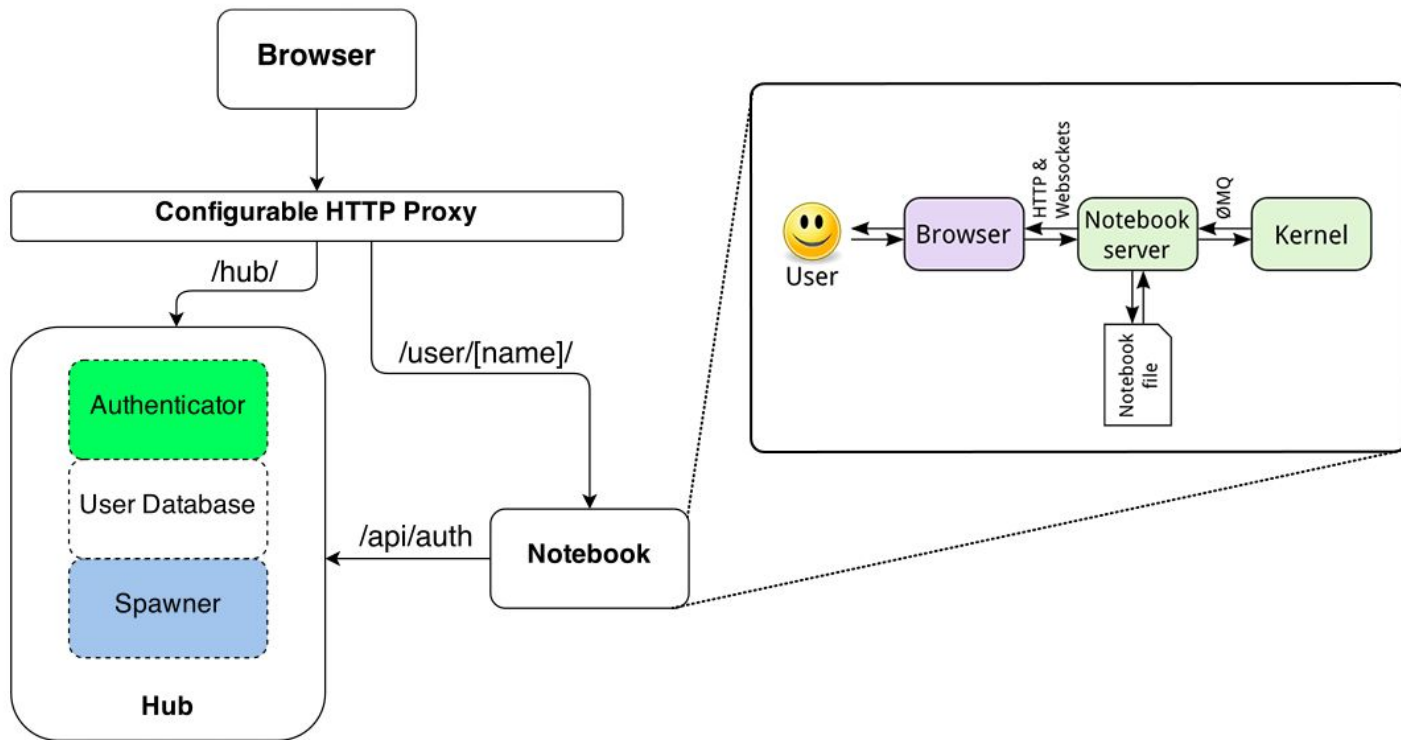 Browser
Configurable HTTP Proxy
/hub/
/user/[name]/
Authenticator
User Database
Spawner
Hub
/api/auth
Notebook
User
Browser
HTTP &
Websockets
Notebook
server
ØMQ
Kernel
Notebook
file